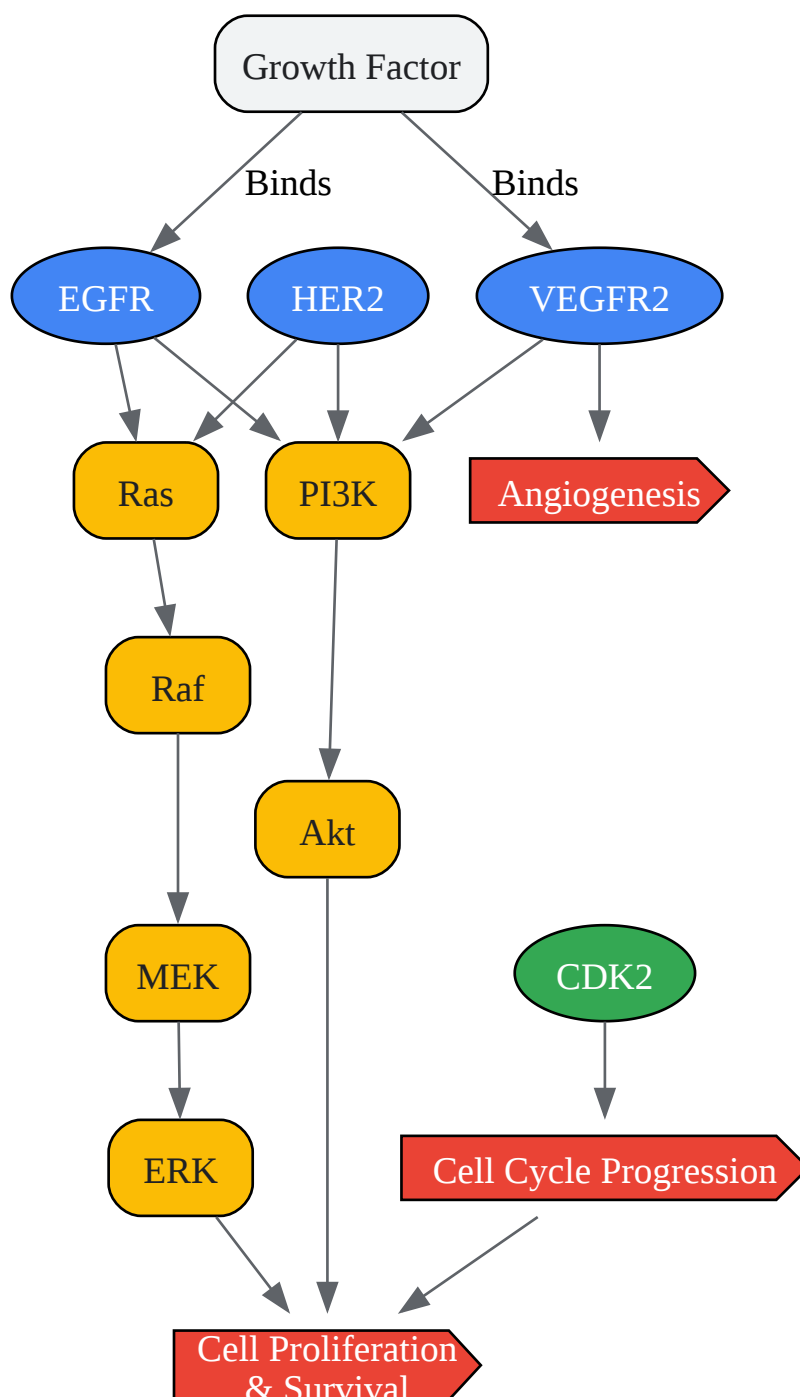 Growth Factor
Binds
Binds
EGFR
HER2
VEGFR2
Ras
PI3K
Angiogenesis
Raf
Akt
MEK
CDK2
ERK
Cell Cycle Progression
Cell Proliferation
& Survival